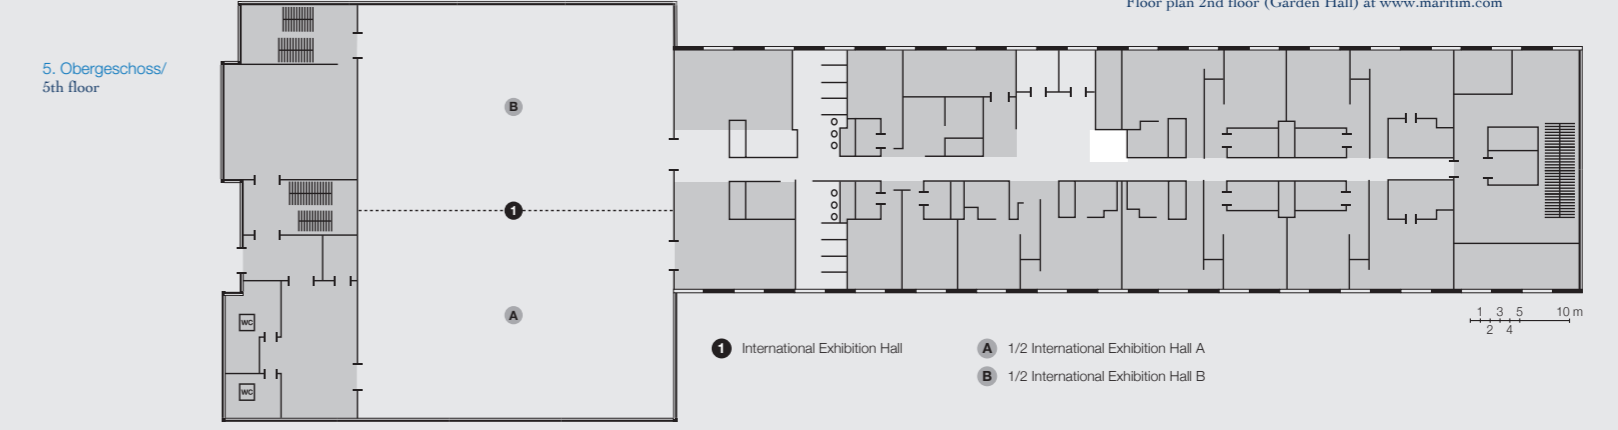 Floor plan 2nd floor (Garden Hall) at www.maritim.com
5. Obergeschoss/
5th floor
B
1
A
WC
WC
1 3 5 10 m
2 4
1 International Exhibition Hall
A 1/2 International Exhibition Hall A
B 1/2 International Exhibition Hall B